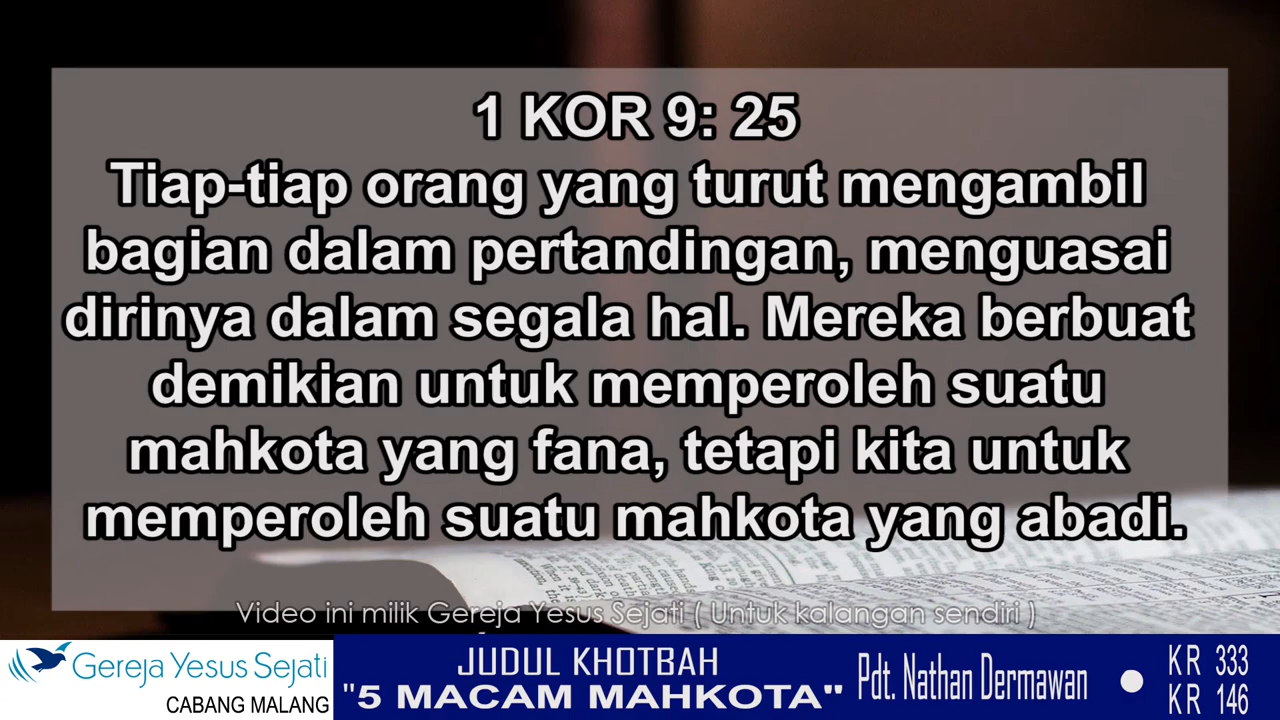 1 KOR 9: 25
Tiap-tiap orang yang turut mengambil
bagian dalam pertandingan, menguasai
dirinya dalam segala hal. Mereka berbuat
demikian untuk memperoleh suatu
mahkota yang fana, tetapi kita untuk
memperoleh suatu mahkota yang abadi.
Video ini milik Gereja Yesus Sejati ( Untuk kalangan sendiri )
Gereja Yesus Sejati
CABANG MALANG
JUDUL KHOTBAH
"5 MACAM MAHKOTA"
Pdt. Nathan Dermawan
KR 333
KR 146